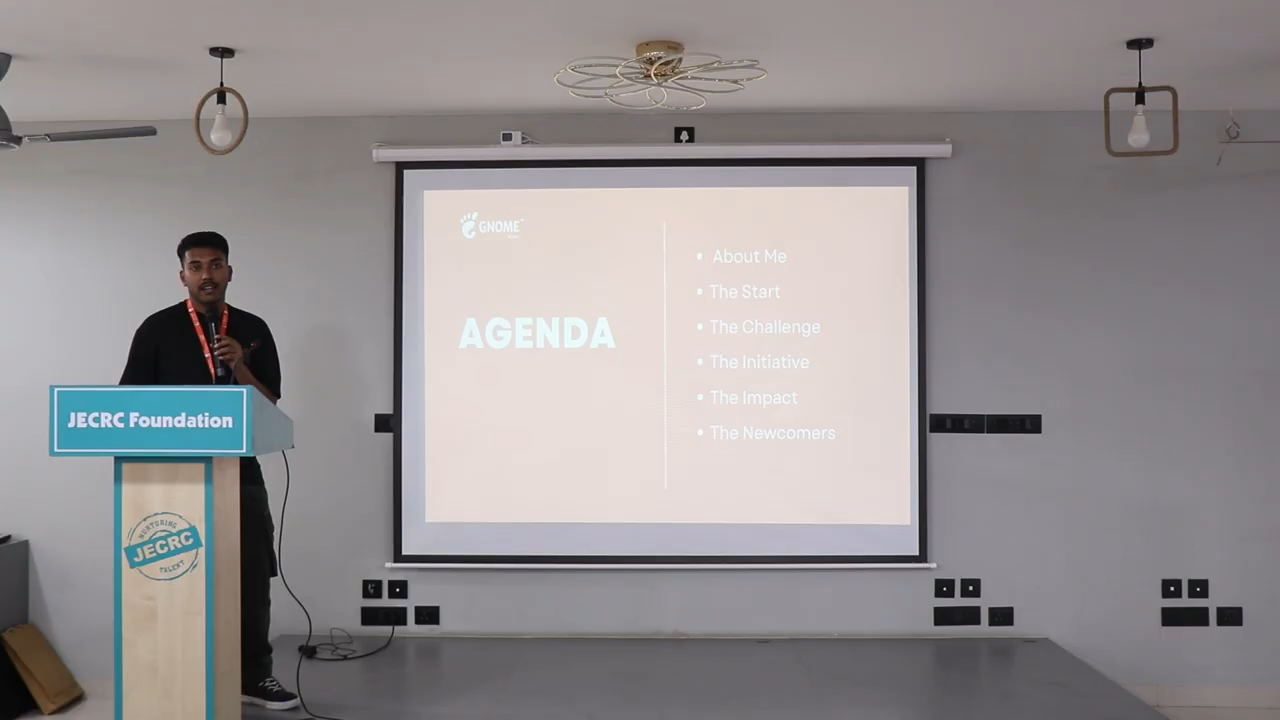 GNOME
AGENDA
• About Me
• The Start
• The Challenge
• The Initiative
• The Impact
• The Newcomers
JECRC Foundation
NURTURING
JECRC
TALENT